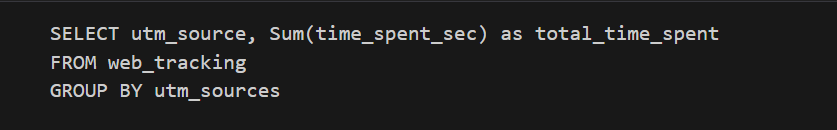 SELECT utm_source, Sum(time_spent_sec) as total_time_spent
FROM web_tracking
GROUP BY utm_sources